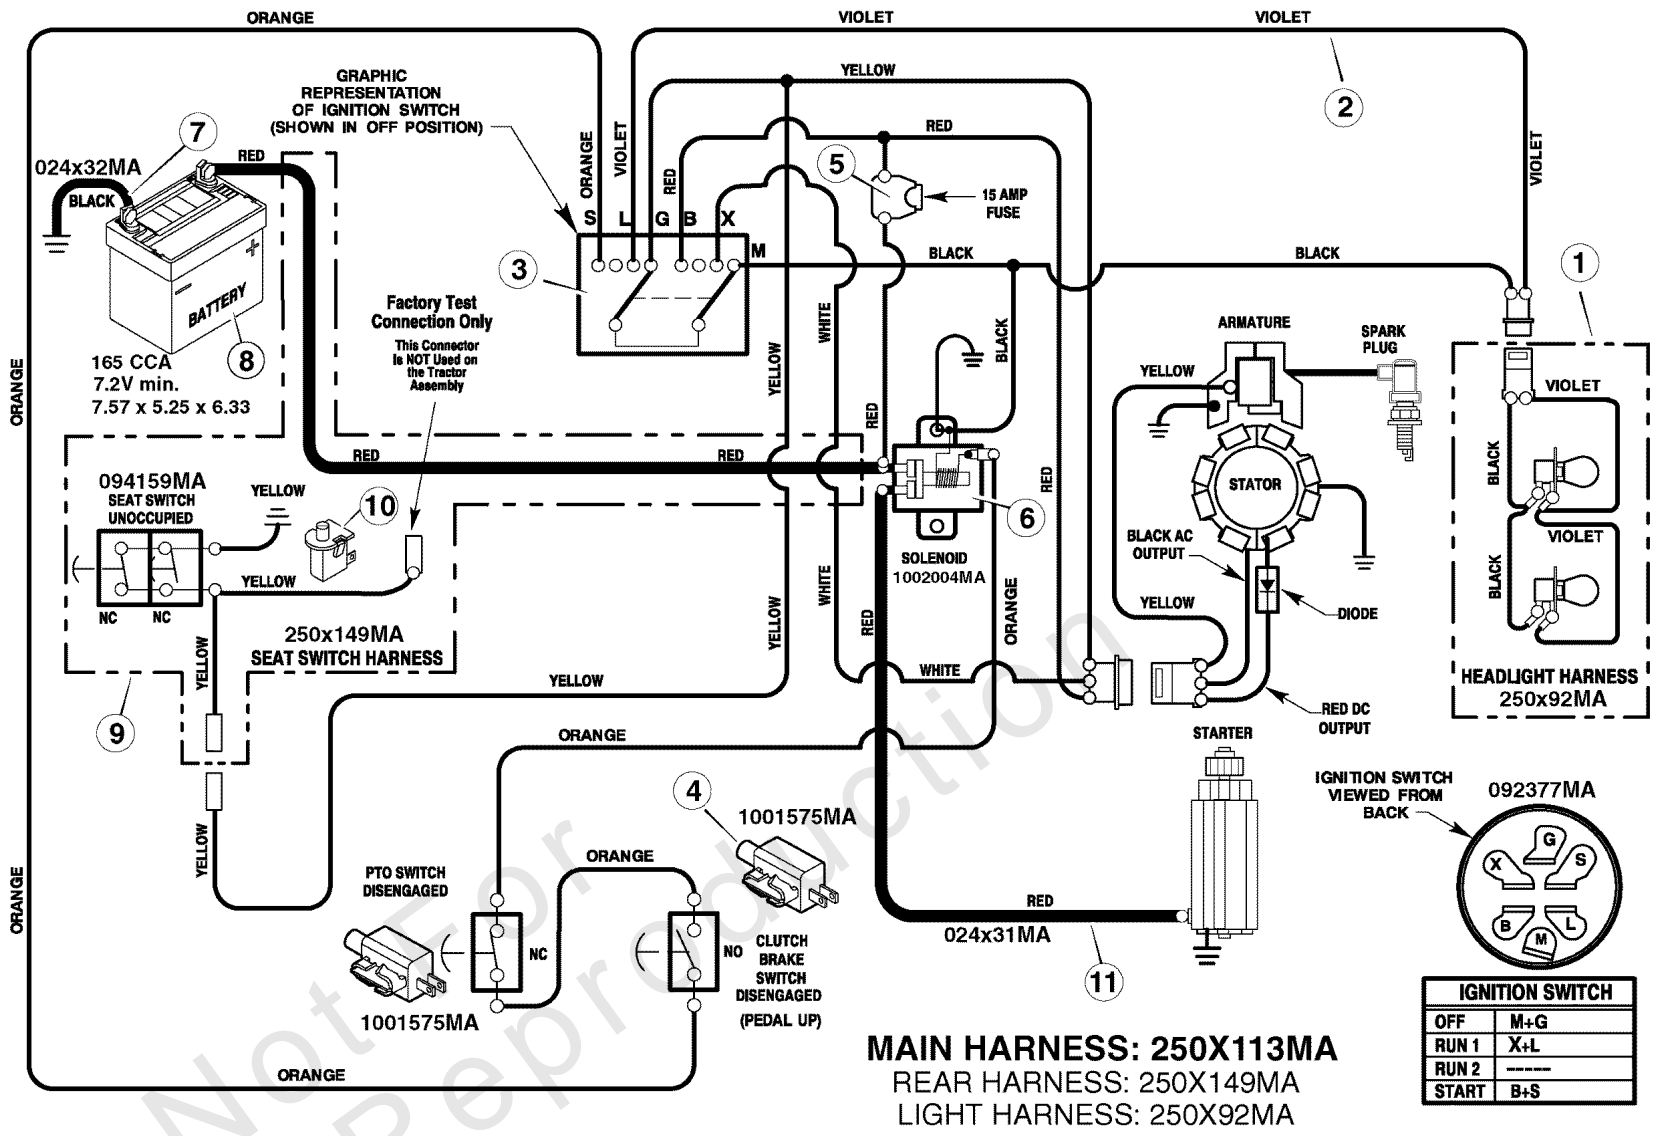 ORANGE
VIOLET
VIOLET
GRAPHIC
REPRESENTATION
OF IGNITION SWITCH
(SHOWN IN OFF POSITION)
YELLOW
2
7
RED
024x32MA
BLACK
ORANGE
VIOLET
RED
RED
5
15 AMP
FUSE
VIOLET
S
L
G
B
X
M
3
BLACK
BLACK
1
BATTERY
+
−
8
165 CCA
7.2V min.
7.57 x 5.25 x 6.33
Factory Test
Connection Only
This Connector
Is NOT Used on
the Tractor
Assembly
WHITE
YELLOW
BLACK
ARMATURE
SPARK
PLUG
YELLOW
ORANGE
VIOLET
RED
RED
RED
RED
BLACK
STATOR
094159MA
SEAT SWITCH
UNOCCUPIED
YELLOW
10
6
BLACK AC
OUTPUT
VIOLET
SOLENOID
1002004MA
YELLOW
NC
NC
WHITE
YELLOW
RED
ORANGE
YELLOW
DIODE
BLACK
250x149MA
SEAT SWITCH HARNESS
YELLOW
YELLOW
WHITE
HEADLIGHT HARNESS
250x92MA
RED DC
OUTPUT
9
ORANGE
STARTER
IGNITION SWITCH
VIEWED FROM
BACK
092377MA
4
1001575MA
YELLOW
ORANGE
PTO SWITCH
DISENGAGED
ORANGE
G
X
S
B
L
M
RED
024x31MA
NC
NO
CLUTCH
BRAKE
SWITCH
DISENGAGED
(PEDAL UP)
11
1001575MA
IGNITION SWITCH
OFF M+G
RUN 1 X+L
RUN 2 -----
START B+S
MAIN HARNESS: 250X113MA
REAR HARNESS: 250X149MA
LIGHT HARNESS: 250X92MA
ORANGE
Not For
Reproduction